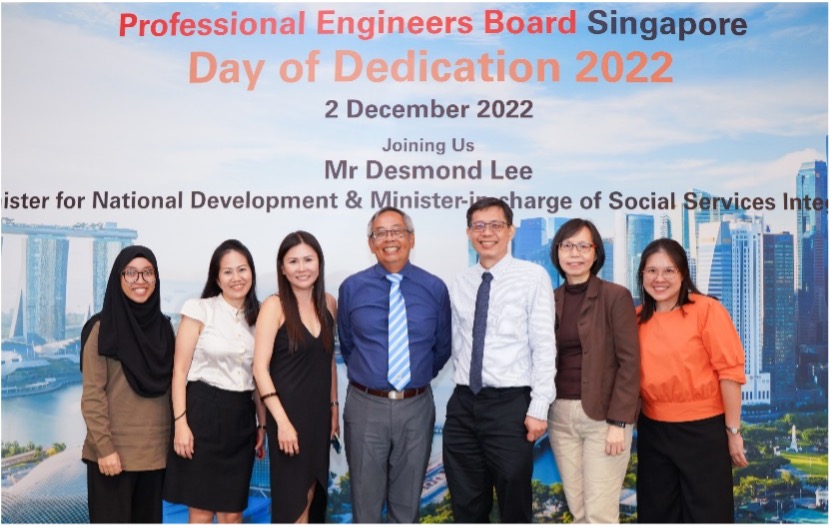 Professional Engineers Board Singapore
Day of Dedication 2022
2 December 2022
Joining Us
Mr Desmond Lee
ister for National Development & Minister-in-charge of Social Services Inte